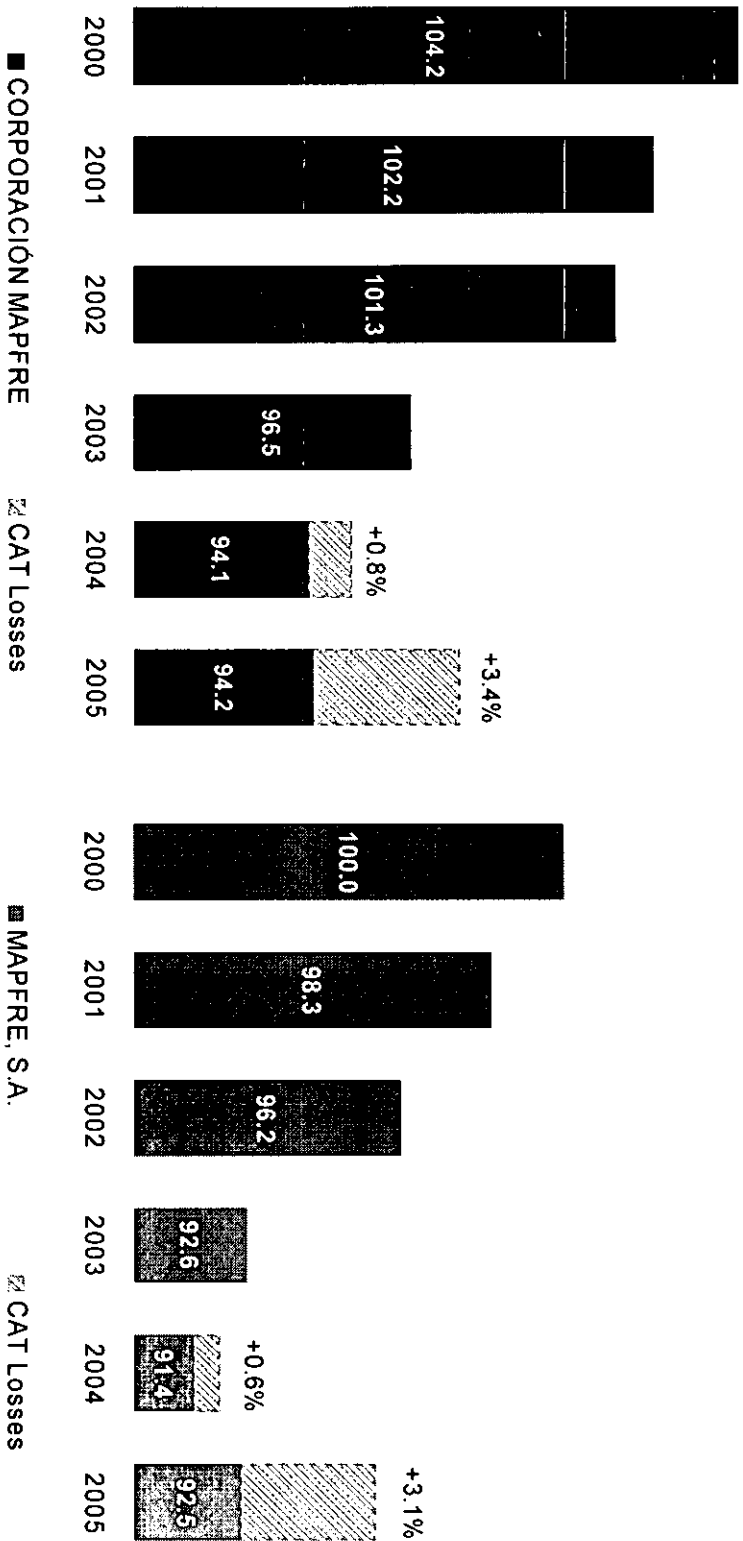 +0.8%
+3.4%
+0.6%
+3.1%
104.2 102.2 101.3 96.5 94.1 94.2 100.0 98.3 96.2 92.6 91.4 92.5
2000 2001 2002 2003 2004 2005 2000 2001 2002 2003 2004 2005
CORPORACIÓN MAPFRE CAT Losses MAPFRE, S.A. CAT Losses